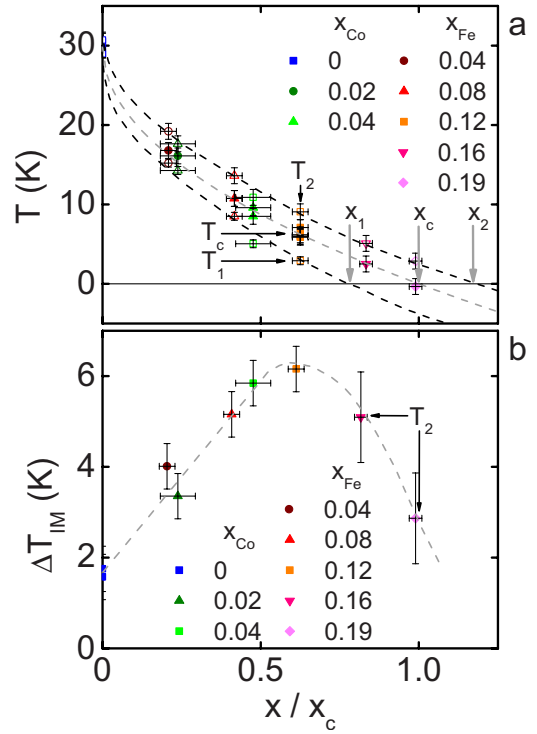 a
T (K)
30
20
10
0
x_Co x_Fe
0 0.04
0.02 0.08
0.04 0.12
0.16
0.19
T_2
T_c
T_1
x_1 x_c x_2
b
ΔT_IM (K)
6
4
2
0
x_Co x_Fe
0 0.04
0.02 0.08
0.04 0.12
0.16
0.19
T_2
0 0.5 1.0
x / x_c